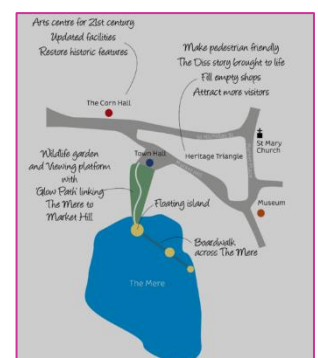 Arts centre for 21st century
Updated facilities
Restore historic features
Make pedestrian friendly
The Diss story brought to life
Fill empty shops
Attract more visitors
The Corn Hall
St Mary
Church
Wildlife garden
and Viewing platform
with
'Glow Path' linking
The Mere to
Market Hill
Town Hall
Heritage Triangle
Museum
Floating island
Boardwalk
across The Mere
The Mere